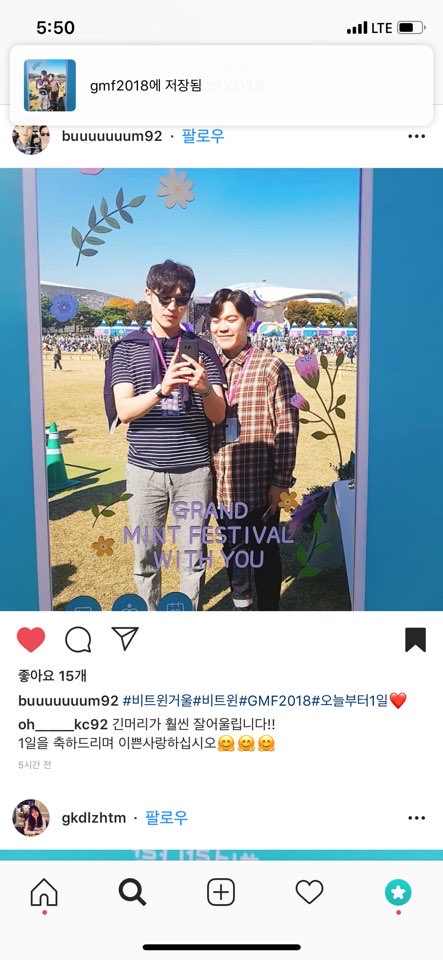 5:50
LTE
gmf2018에 저장됨
buuuuuuum92 · 팔로우
GRAND
MINT FESTIVAL
WITH YOU
좋아요 15개
buuuuuuum92 #비트윈거울#비트윈#GMF2018#오늘부터1일❤️
oh_____kc92 긴머리가 훨씬 잘어울립니다!!
1일을 축하드리며 이쁜사랑하십시오🤗🤗🤗
5시간 전
gkdlzhtm · 팔로우